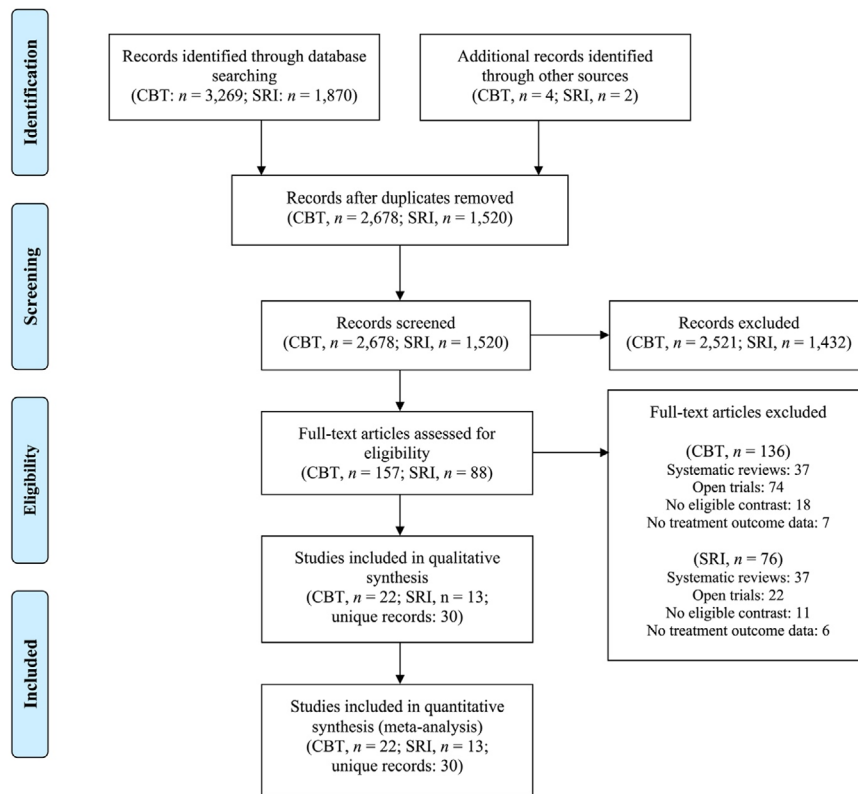 Identification
Records identified through database
searching
(CBT: n = 3,269; SRI: n = 1,870)
Additional records identified
through other sources
(CBT, n = 4; SRI, n = 2)
Records after duplicates removed
(CBT, n = 2,678; SRI, n = 1,520)
Screening
Records screened
(CBT, n = 2,678; SRI, n = 1,520)
Records excluded
(CBT, n = 2,521; SRI, n = 1,432)
Eligibility
Full-text articles assessed for
eligibility
(CBT, n = 157; SRI, n = 88)
Full-text articles excluded
(CBT, n = 136)
Systematic reviews: 37
Open trials: 74
No eligible contrast: 18
No treatment outcome data: 7
(SRI, n = 76)
Systematic reviews: 37
Open trials: 22
No eligible contrast: 11
No treatment outcome data: 6
Studies included in qualitative
synthesis
(CBT, n = 22; SRI, n = 13;
unique records: 30)
Included
Studies included in quantitative
synthesis (meta-analysis)
(CBT, n = 22; SRI, n = 13;
unique records: 30)